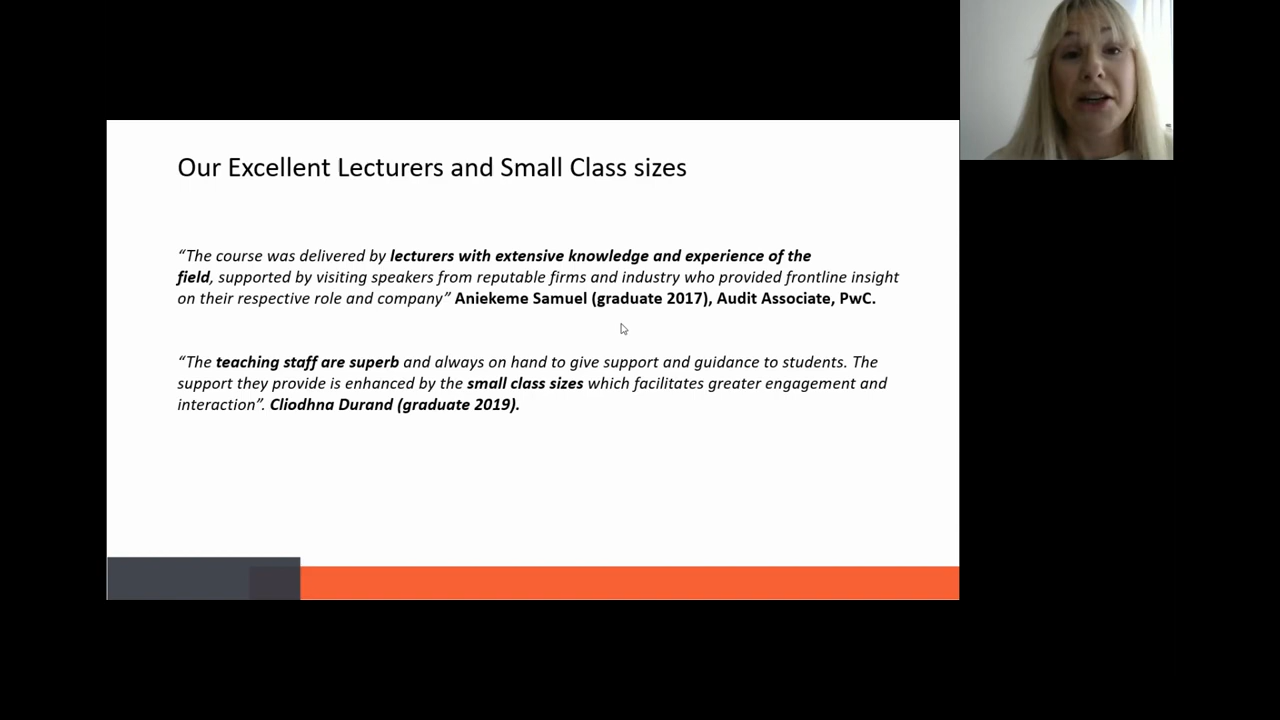 Our Excellent Lecturers and Small Class sizes
“The course was delivered by lecturers with extensive knowledge and experience of the
field, supported by visiting speakers from reputable firms and industry who provided frontline insight
on their respective role and company” Aniekeme Samuel (graduate 2017), Audit Associate, PwC.
“The teaching staff are superb and always on hand to give support and guidance to students. The
support they provide is enhanced by the small class sizes which facilitates greater engagement and
interaction”. Cliodhna Durand (graduate 2019).